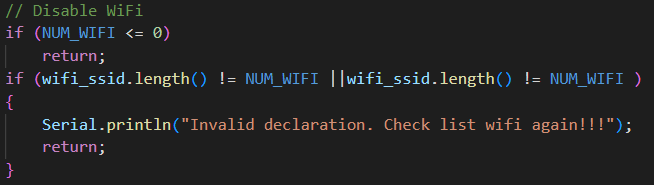 // Disable WiFi
if (NUM_WIFI <= 0)
    return;
if (wifi_ssid.length() != NUM_WIFI ||wifi_ssid.length() != NUM_WIFI )
{
    Serial.println("Invalid declaration. Check list wifi again!!!");
    return;
}